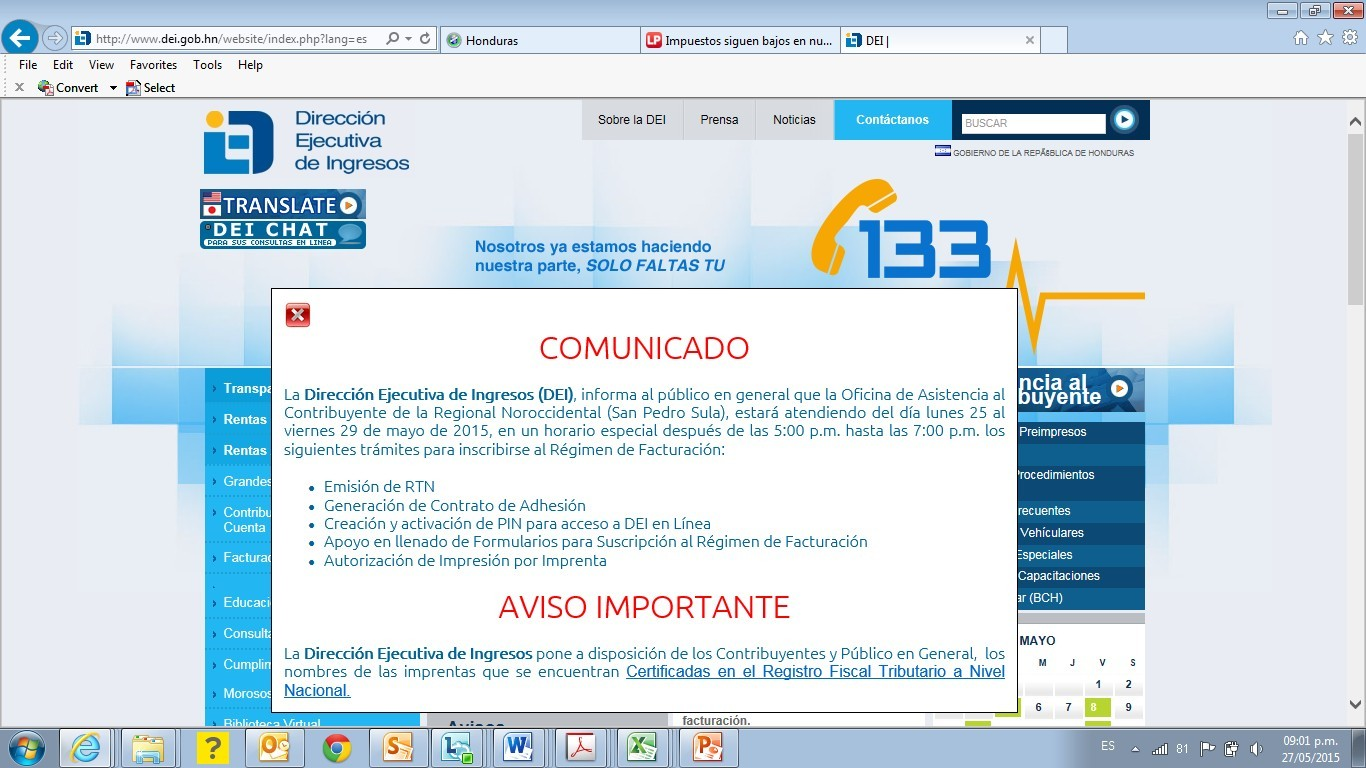 http://www.dei.gob.hn/website/index.php?lang=es
Honduras
Impuestos siguen bajos en nu...
DEI |
File Edit View Favorites Tools Help
Convert Select
Dirección
Ejecutiva
de Ingresos
Sobre la DEI
Prensa
Noticias
Contáctanos
BUSCAR
GOBIERNO DE LA REPÃšBLICA DE HONDURAS
TRANSLATE
DEI CHAT
PARA SUS CONSULTAS EN LINEA
Nosotros ya estamos haciendo
nuestra parte, SOLO FALTAS TU
133
COMUNICADO
La Dirección Ejecutiva de Ingresos (DEI), informa al público en general que la Oficina de Asistencia al
Contribuyente de la Regional Noroccidental (San Pedro Sula), estará atendiendo del día lunes 25 al
viernes 29 de mayo de 2015, en un horario especial después de las 5:00 p.m. hasta las 7:00 p.m. los
siguientes trámites para inscribirse al Régimen de Facturación:
Emisión de RTN
Generación de Contrato de Adhesión
Creación y activación de PIN para acceso a DEI en Línea
Apoyo en llenado de Formularios para Suscripción al Régimen de Facturación
Autorización de Impresión por Imprenta
AVISO IMPORTANTE
La Dirección Ejecutiva de Ingresos pone a disposición de los Contribuyentes y Público en General, los
nombres de las imprentas que se encuentran Certificadas en el Registro Fiscal Tributario a Nivel
Nacional.
Transpa
Rentas
Rentas
Grandes
Contribu
Cuenta
Facturac
Educaci
Consulta
Cumplim
Morosos
Biblioteca Virtual
Avisos
facturación.
ncia al
buyente
Preimpresos
Procedimientos
recuentes
Vehículares
Especiales
Capacitaciones
ar (BCH)
MAYO
M J V S
1 2
6 7 8 9
ES
81
09:01 p.m.
27/05/2015